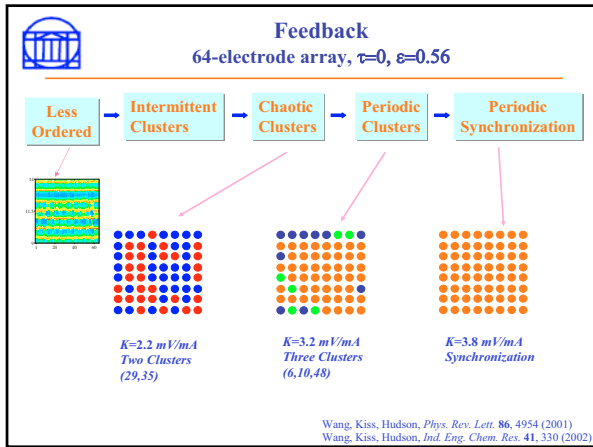 Feedback
64-electrode array, τ=0, ε=0.56
Less
Ordered
Intermittent
Clusters
Chaotic
Clusters
Periodic
Clusters
Periodic
Synchronization
K=2.2 mV/mA
Two Clusters
(29,35)
K=3.2 mV/mA
Three Clusters
(6,10,48)
K=3.8 mV/mA
Synchronization
Wang, Kiss, Hudson, Phys. Rev. Lett. 86, 4954 (2001)
Wang, Kiss, Hudson, Ind. Eng. Chem. Res. 41, 330 (2002)